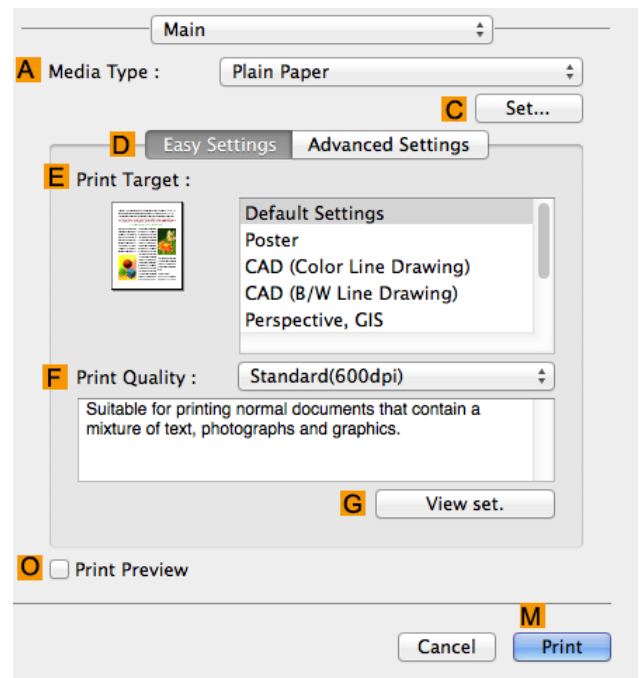 Main
A Media Type : Plain Paper
C Set...
D Easy Settings Advanced Settings
E Print Target :
Default Settings
Poster
CAD (Color Line Drawing)
CAD (B/W Line Drawing)
Perspective, GIS
F Print Quality : Standard(600dpi)
Suitable for printing normal documents that contain a
mixture of text, photographs and graphics.
G View set.
O Print Preview
M
Cancel Print